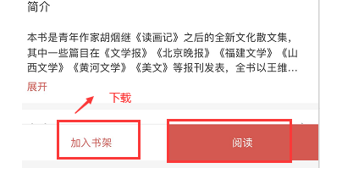 简介
本书是青年作家胡烟继《读画记》之后的全新文化散文集，
其中一些篇目在《文学报》《北京晚报》《福建文学》《山
西文学》《黄河文学》《美文》等报刊发表，全书以王维...
展开
下载
加入书架
阅读